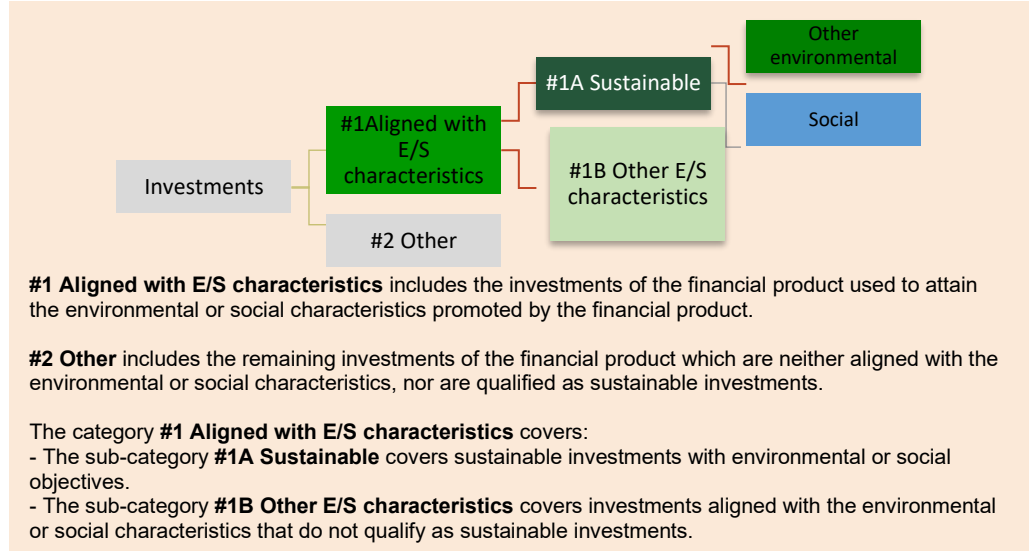 Other
environmental
#1A Sustainable
Social
#1Aligned with
E/S
characteristics
#1B Other E/S
characteristics
Investments
#2 Other
#1 Aligned with E/S characteristics includes the investments of the financial product used to attain
the environmental or social characteristics promoted by the financial product.
#2 Other includes the remaining investments of the financial product which are neither aligned with the
environmental or social characteristics, nor are qualified as sustainable investments.
The category #1 Aligned with E/S characteristics covers:
- The sub-category #1A Sustainable covers sustainable investments with environmental or social
objectives.
- The sub-category #1B Other E/S characteristics covers investments aligned with the environmental
or social characteristics that do not qualify as sustainable investments.